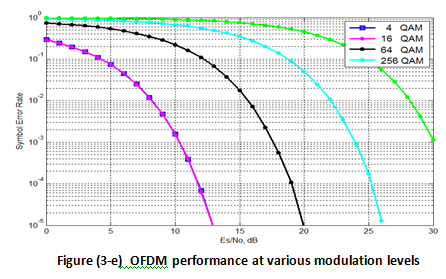 10^0
10^-1
10^-2
10^-3
10^-4
10^-5
Symbol Error Rate
4 QAM
16 QAM
64 QAM
256 QAM
0 5 10 15 20 25 30
Es/No, dB
Figure (3-e) OFDM performance at various modulation levels